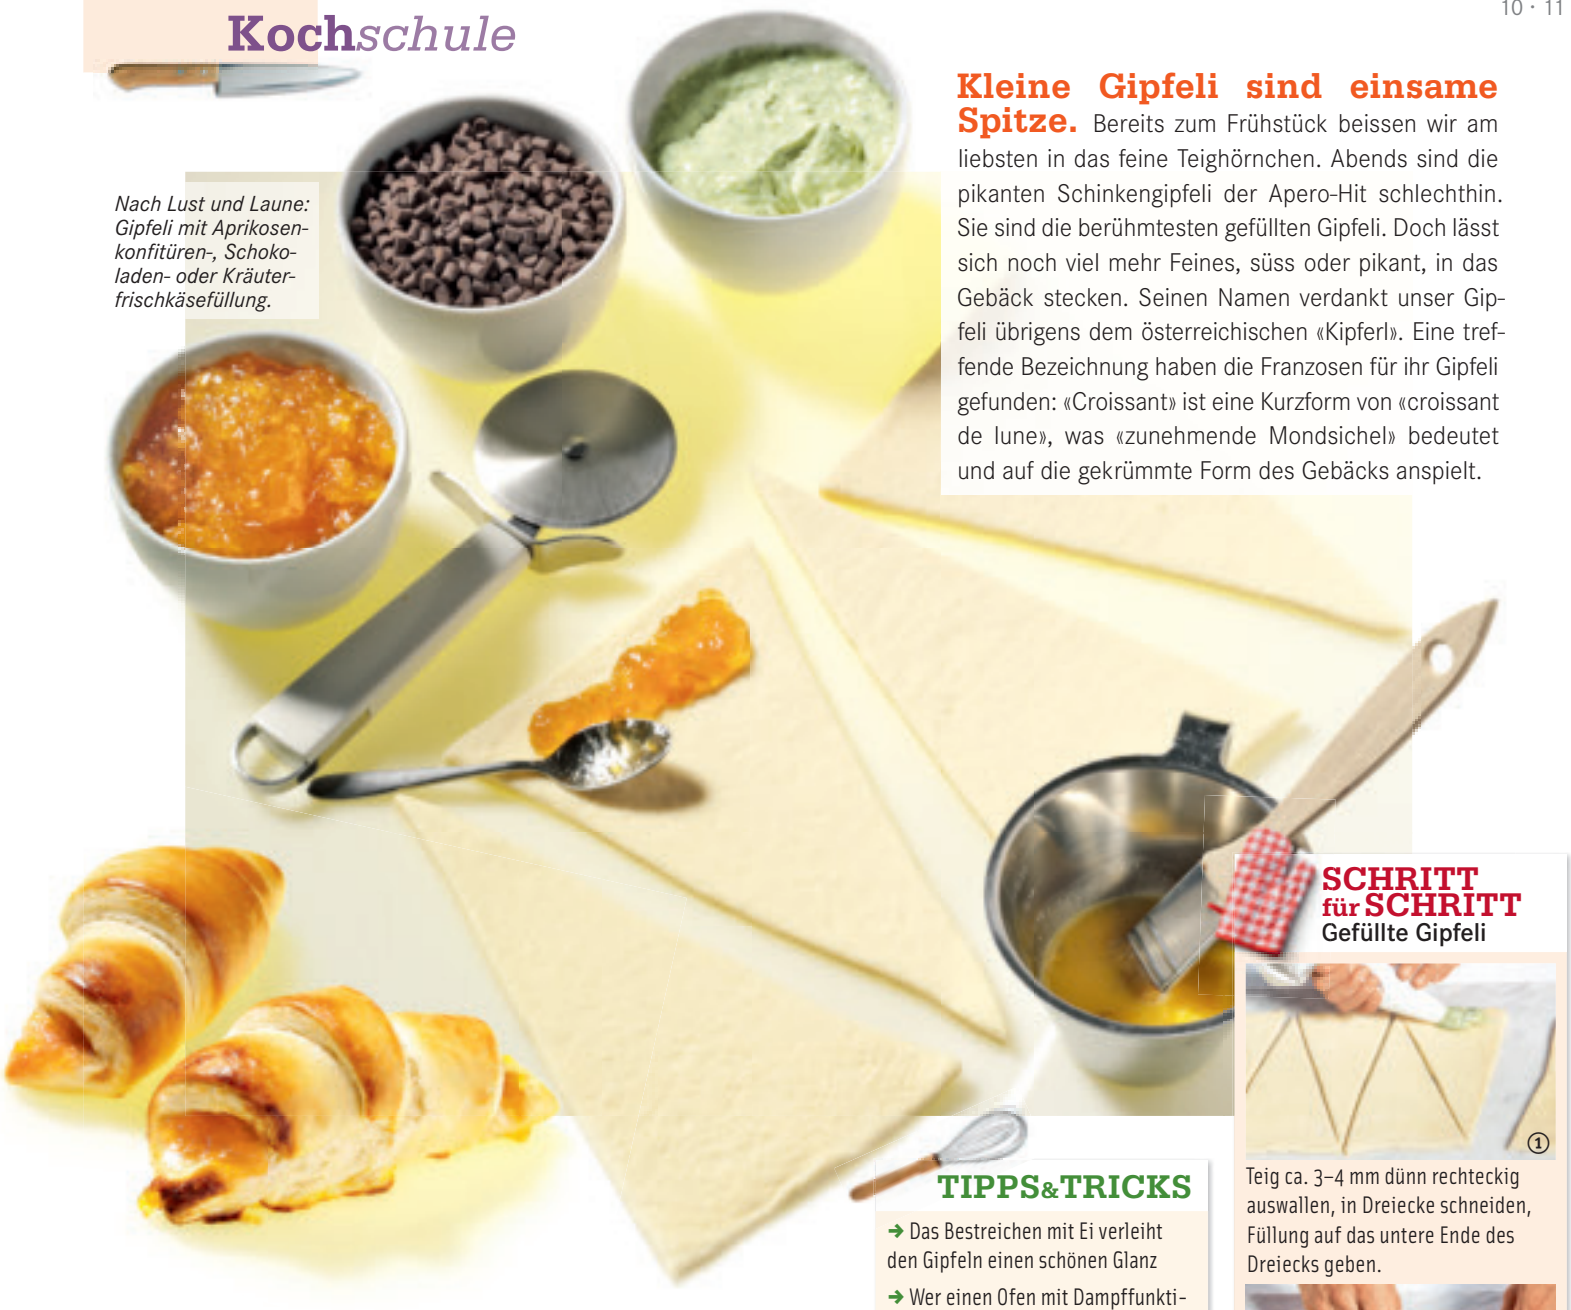 10 · 11
Kochschule
Nach Lust und Laune:
Gipfeli mit Aprikosen-
konfitüren-, Schoko-
laden- oder Kräuter-
frischkäsefüllung.
Kleine Gipfeli sind einsame
Spitze. Bereits zum Frühstück beissen wir am
liebsten in das feine Teighörnchen. Abends sind die
pikanten Schinkengipfeli der Apero-Hit schlechthin.
Sie sind die berühmtesten gefüllten Gipfeli. Doch lässt
sich noch viel mehr Feines, süss oder pikant, in das
Gebäck stecken. Seinen Namen verdankt unser Gip-
feli übrigens dem österreichischen «Kipferl». Eine tref-
fende Bezeichnung haben die Franzosen für ihr Gipfeli
gefunden: «Croissant» ist eine Kurzform von «croissant
de lune», was «zunehmende Mondsichel» bedeutet
und auf die gekrümmte Form des Gebäcks anspielt.
TIPPS&TRICKS
→ Das Bestreichen mit Ei verleiht
den Gipfeln einen schönen Glanz
→ Wer einen Ofen mit Dampffunkti-
SCHRITT
für SCHRITT
Gefüllte Gipfeli
1
Teig ca. 3–4 mm dünn rechteckig
auswallen, in Dreiecke schneiden,
Füllung auf das untere Ende des
Dreiecks geben.